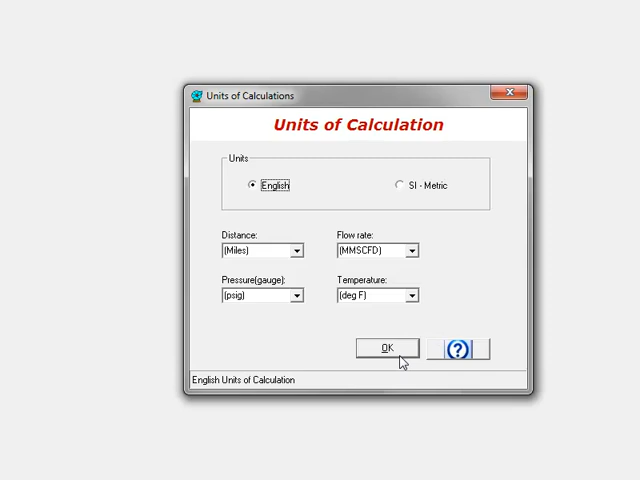 Units of Calculations
Units of Calculation
Units
English
SI - Metric
Distance:
Flow rate:
(Miles)
(MMSCFD)
Pressure(gauge):
Temperature:
(psig)
(deg F)
OK
?
English Units of Calculation